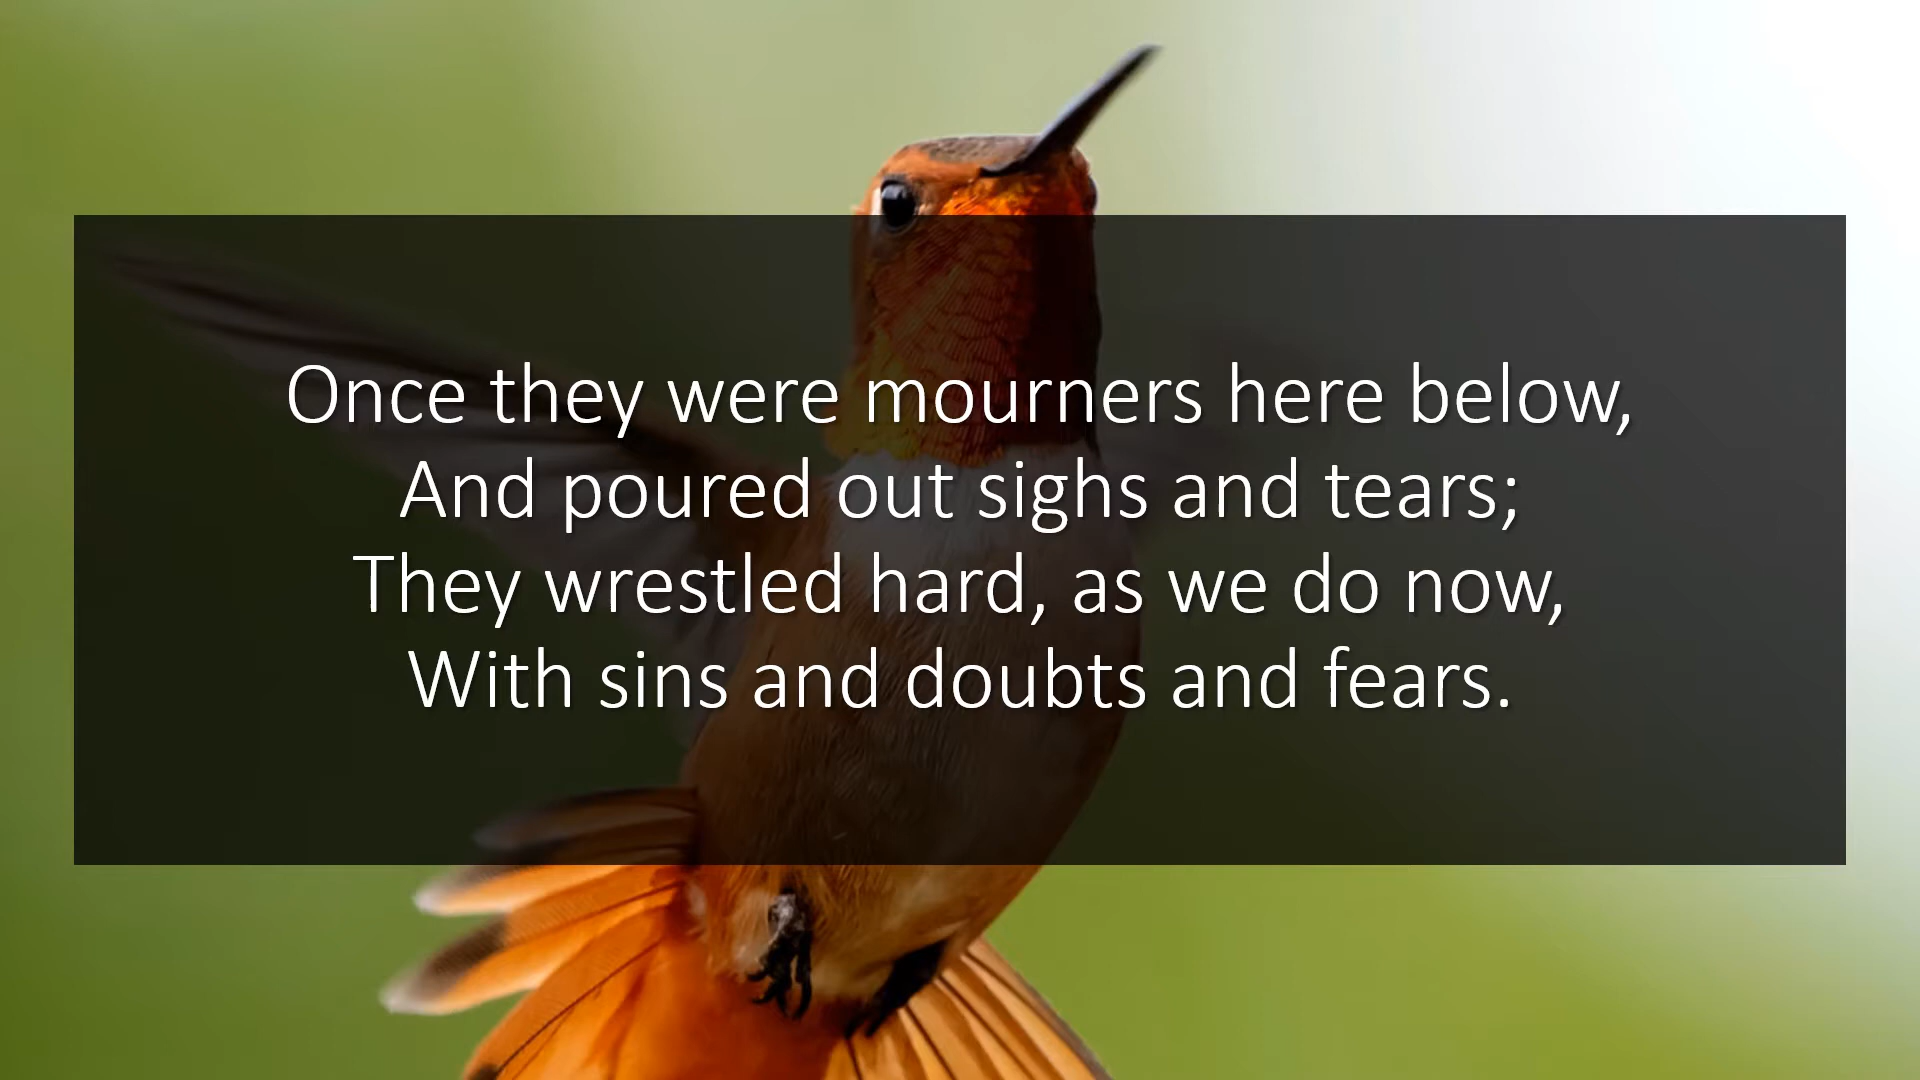 Once they were mourners here below,
And poured out sighs and tears;
They wrestled hard, as we do now,
With sins and doubts and fears.